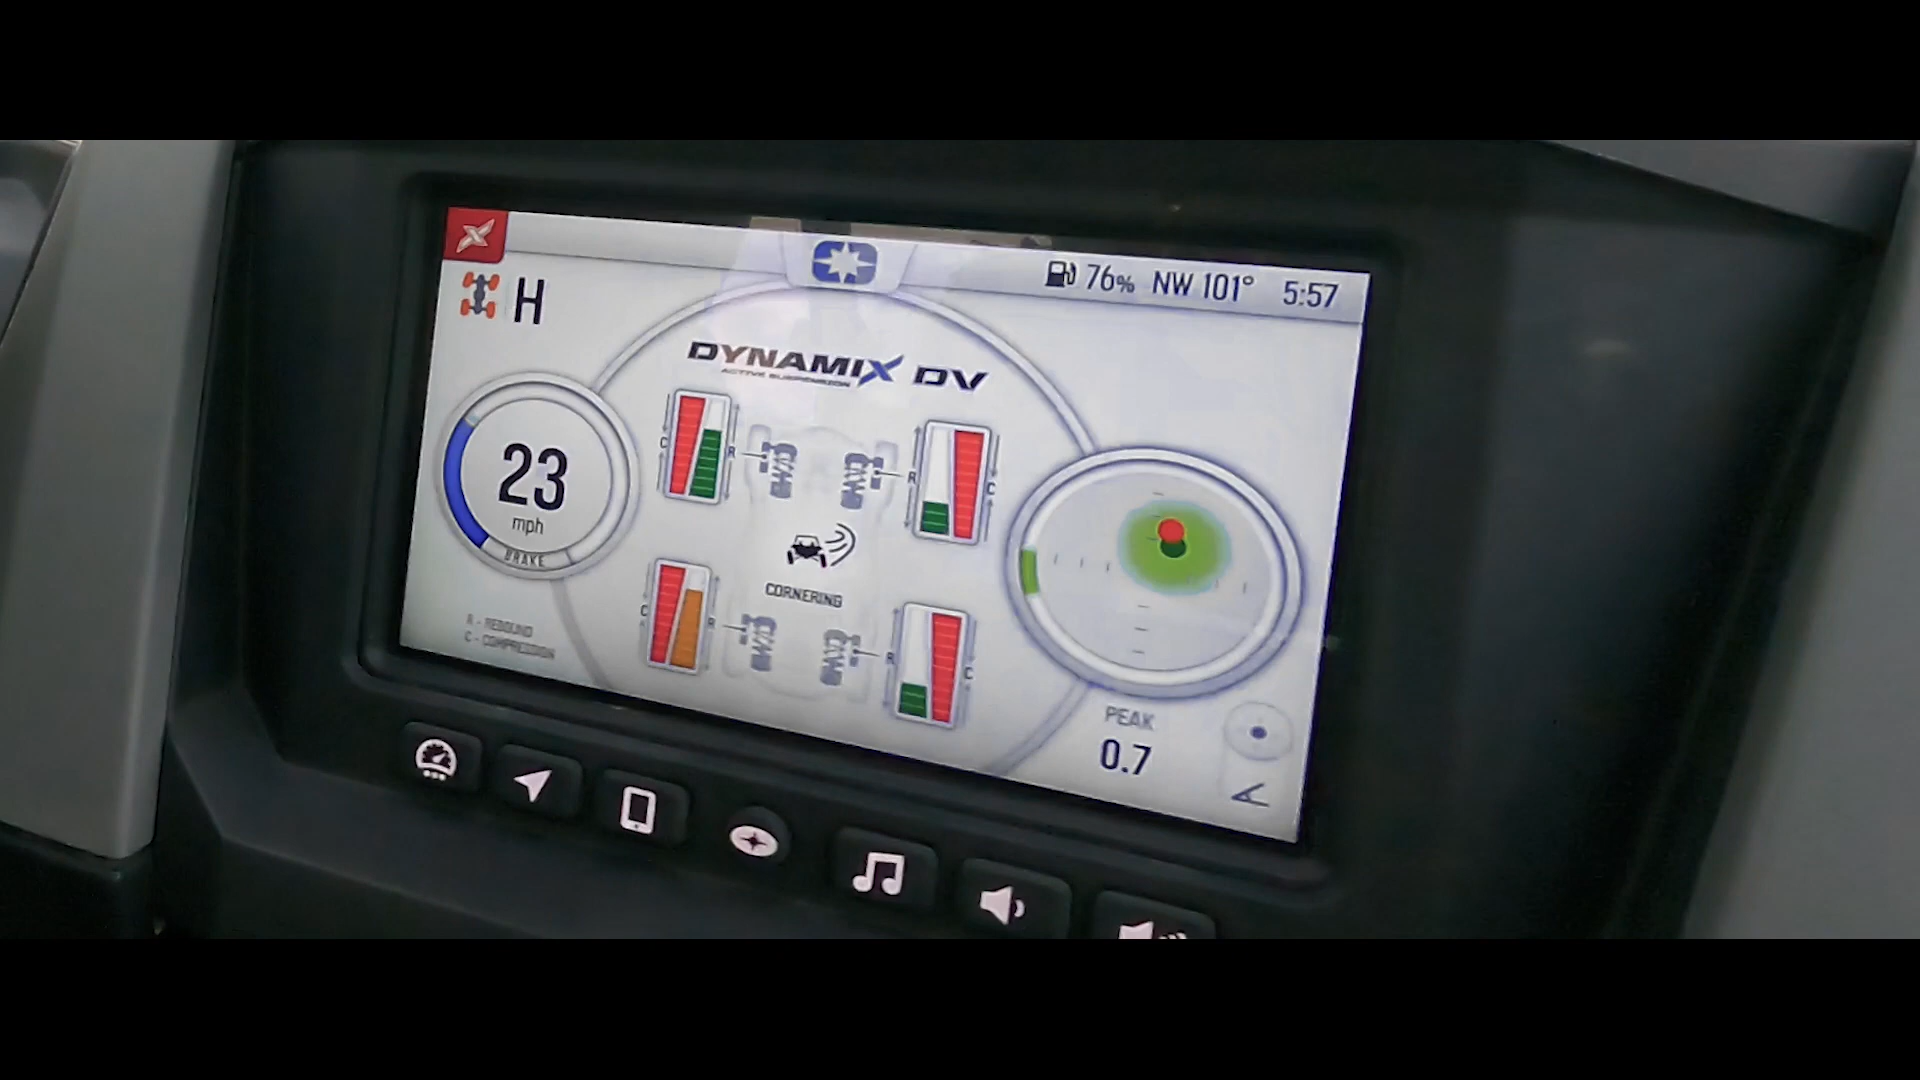 76% NW 101° 5:57
H
DYNAMIX DV
ACTIVE SUSPENSION
C R
R C
23
mph
BRAKE
CORNERING
C R
R C
R - REBOUND
C - COMPRESSION
PEAK
0.7